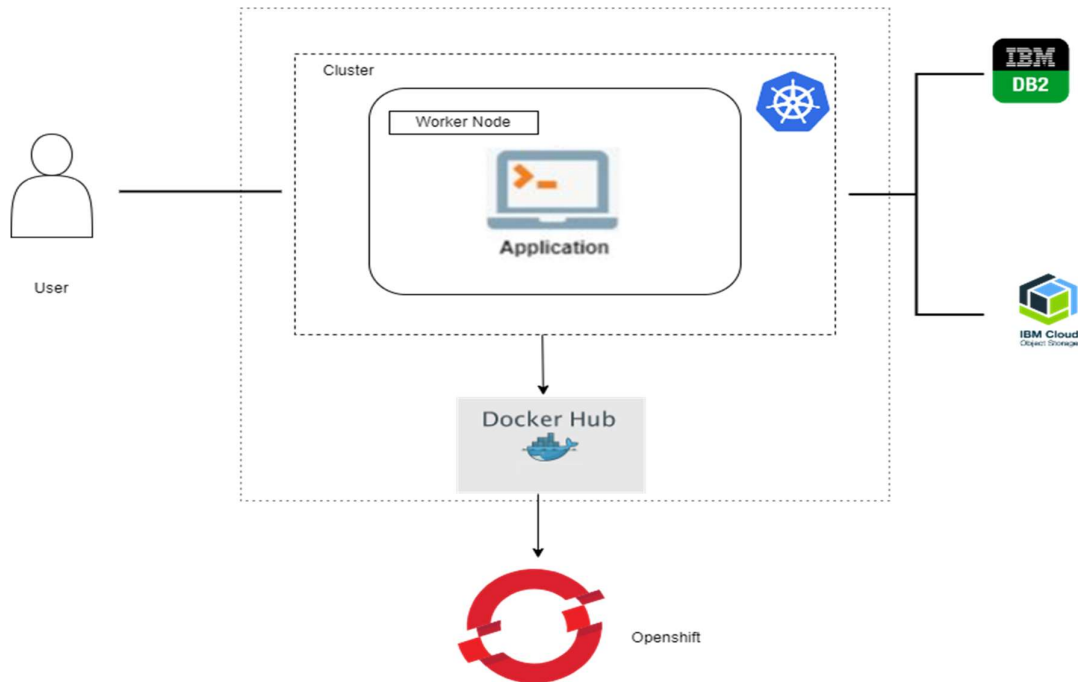 Cluster
Worker Node
Application
User
IBM
DB2
IBM Cloud
Object Storage
Docker Hub
Openshift